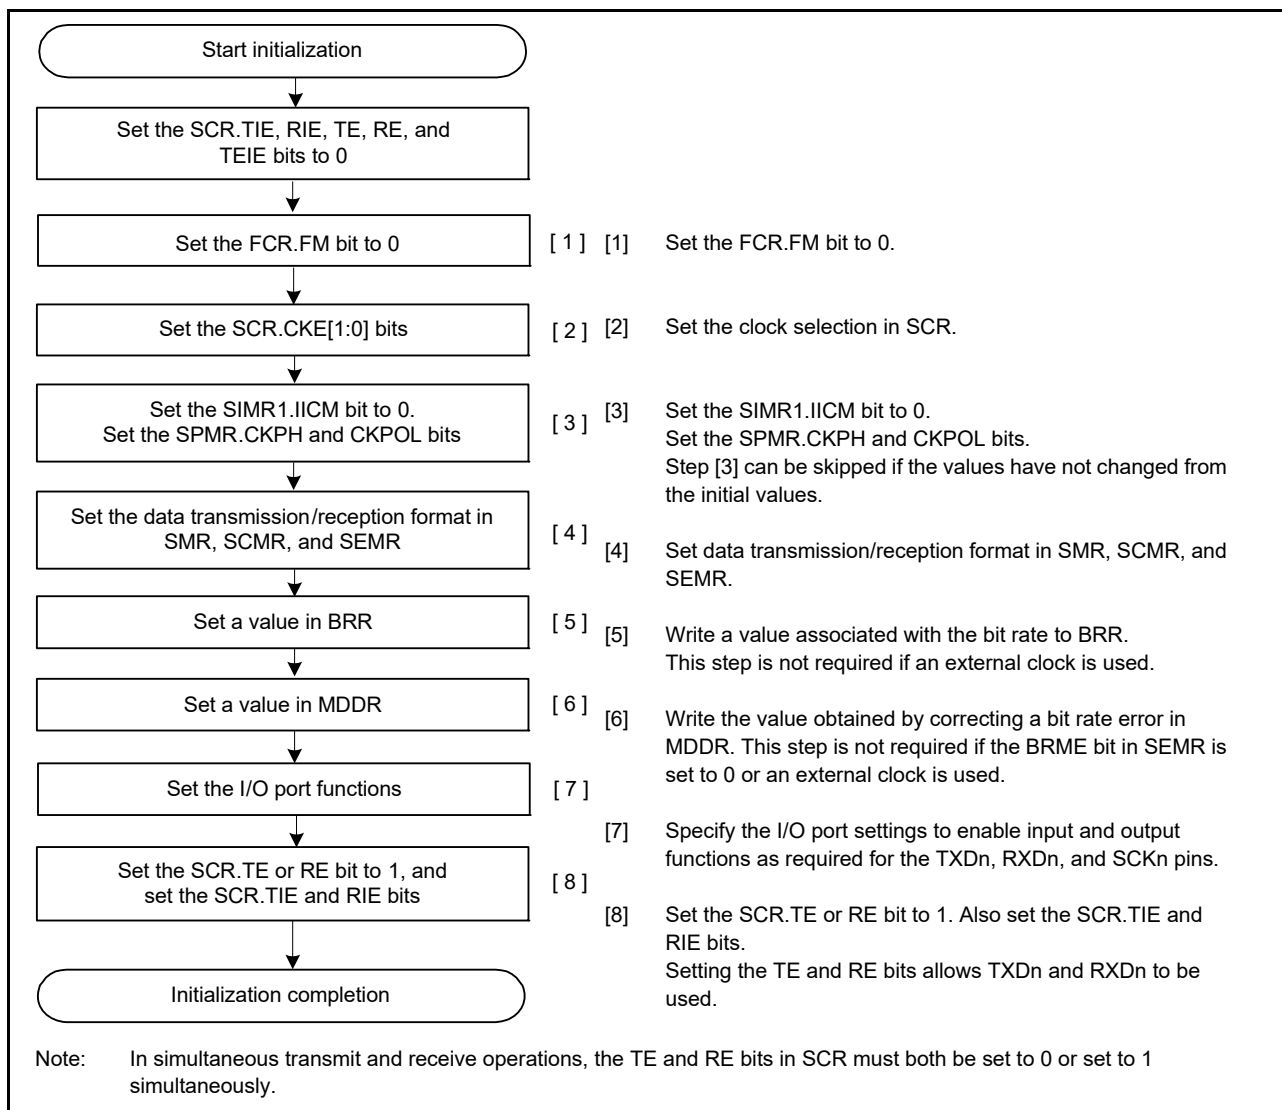 Start initialization
Set the SCR.TIE, RIE, TE, RE, and
TEIE bits to 0
Set the FCR.FM bit to 0
[ 1 ]
Set the SCR.CKE[1:0] bits
[ 2 ]
Set the SIMR1.IICM bit to 0.
Set the SPMR.CKPH and CKPOL bits
[ 3 ]
Set the data transmission/reception format in
SMR, SCMR, and SEMR
[ 4 ]
Set a value in BRR
[ 5 ]
Set a value in MDDR
[ 6 ]
Set the I/O port functions
[ 7 ]
Set the SCR.TE or RE bit to 1, and
set the SCR.TIE and RIE bits
[ 8 ]
Initialization completion
[1] Set the FCR.FM bit to 0.
[2] Set the clock selection in SCR.
[3] Set the SIMR1.IICM bit to 0.
Set the SPMR.CKPH and CKPOL bits.
Step [3] can be skipped if the values have not changed from
the initial values.
[4] Set data transmission/reception format in SMR, SCMR, and
SEMR.
[5] Write a value associated with the bit rate to BRR.
This step is not required if an external clock is used.
[6] Write the value obtained by correcting a bit rate error in
MDDR. This step is not required if the BRME bit in SEMR is
set to 0 or an external clock is used.
[7] Specify the I/O port settings to enable input and output
functions as required for the TXDn, RXDn, and SCKn pins.
[8] Set the SCR.TE or RE bit to 1. Also set the SCR.TIE and
RIE bits.
Setting the TE and RE bits allows TXDn and RXDn to be
used.
Note: In simultaneous transmit and receive operations, the TE and RE bits in SCR must both be set to 0 or set to 1
simultaneously.